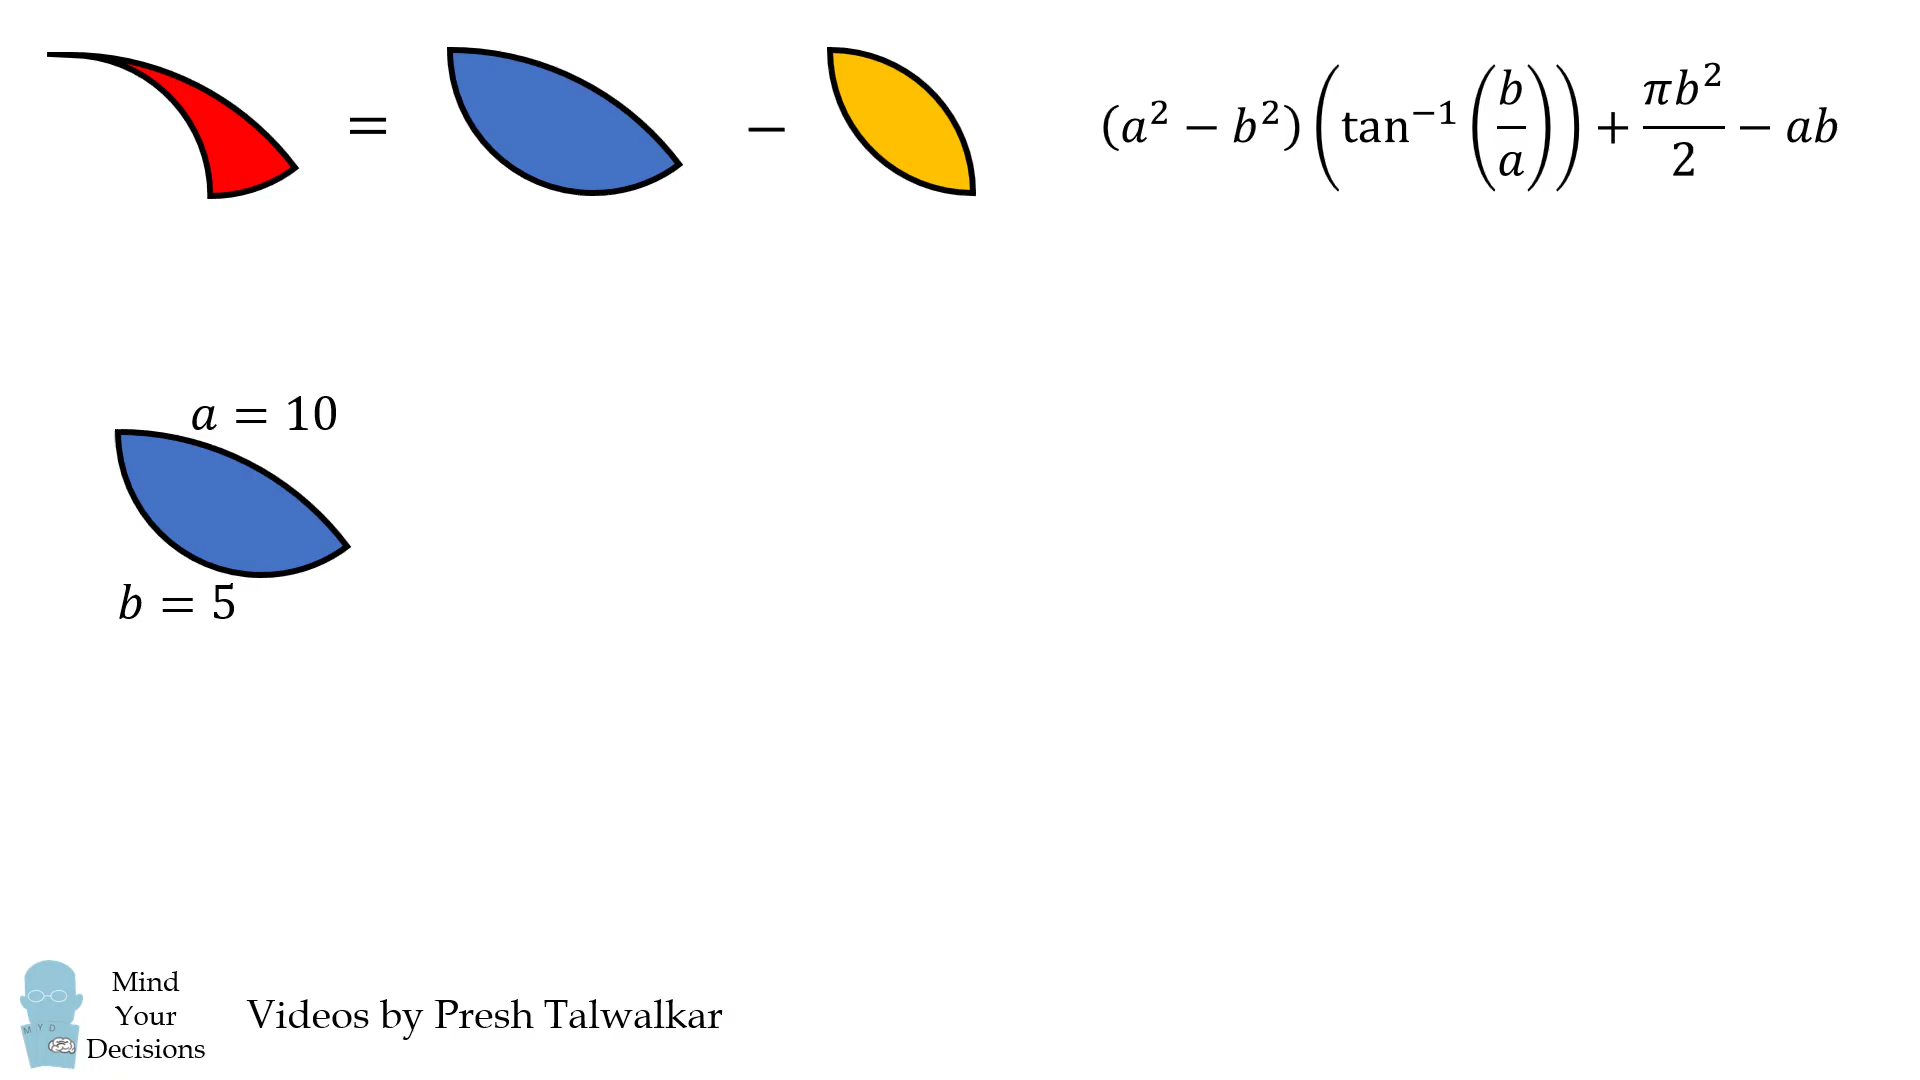 = − (a² − b²)(tan⁻¹(b/a)) + πb²/2 − ab
a = 10
b = 5
M Y D
Mind
Your
Decisions
Videos by Presh Talwalkar